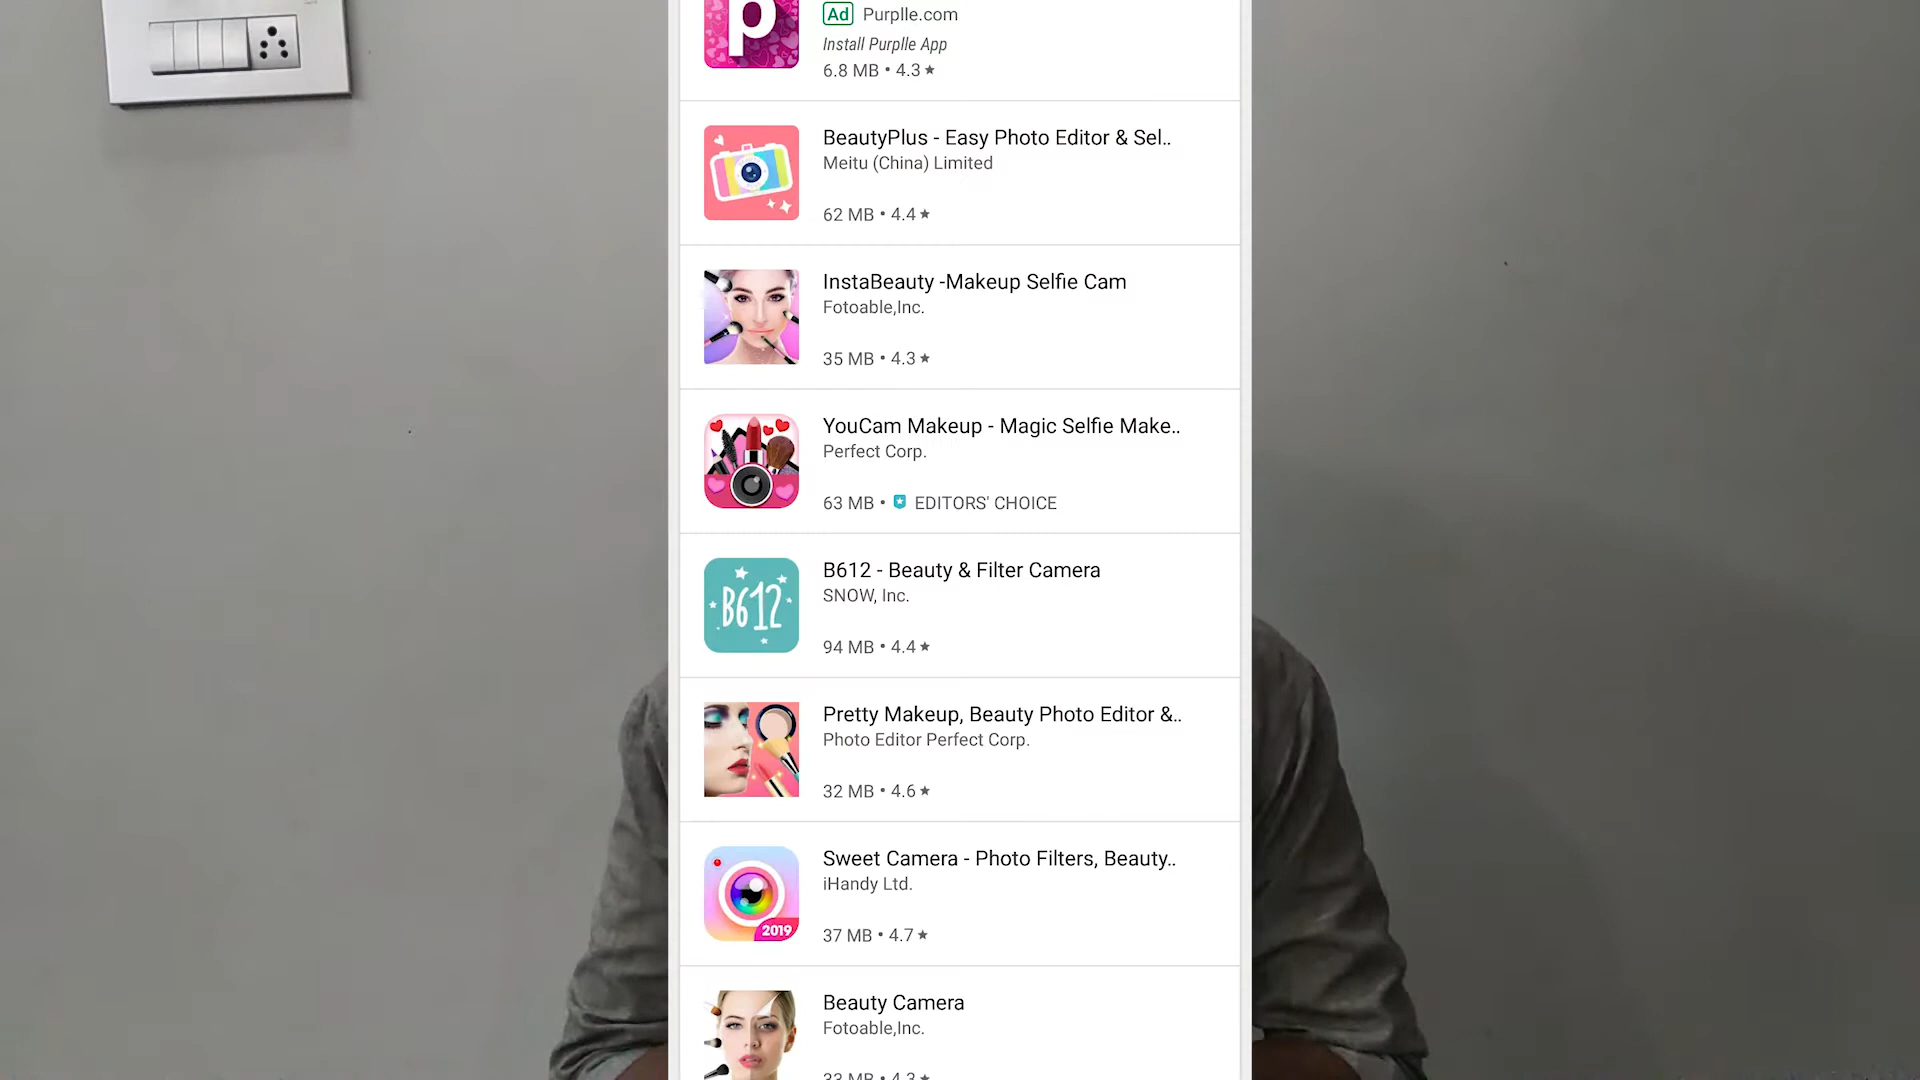 p
Ad Purplle.com
Install Purplle App
6.8 MB • 4.3 ★
BeautyPlus - Easy Photo Editor & Sel..
Meitu (China) Limited
62 MB • 4.4 ★
InstaBeauty -Makeup Selfie Cam
Fotoable,Inc.
35 MB • 4.3 ★
YouCam Makeup - Magic Selfie Make..
Perfect Corp.
63 MB • EDITORS' CHOICE
B612 - Beauty & Filter Camera
B612
SNOW, Inc.
94 MB • 4.4 ★
Pretty Makeup, Beauty Photo Editor &..
Photo Editor Perfect Corp.
32 MB • 4.6 ★
Sweet Camera - Photo Filters, Beauty..
iHandy Ltd.
2019
37 MB • 4.7 ★
Beauty Camera
Fotoable,Inc.
33 MB • 4.3 ★